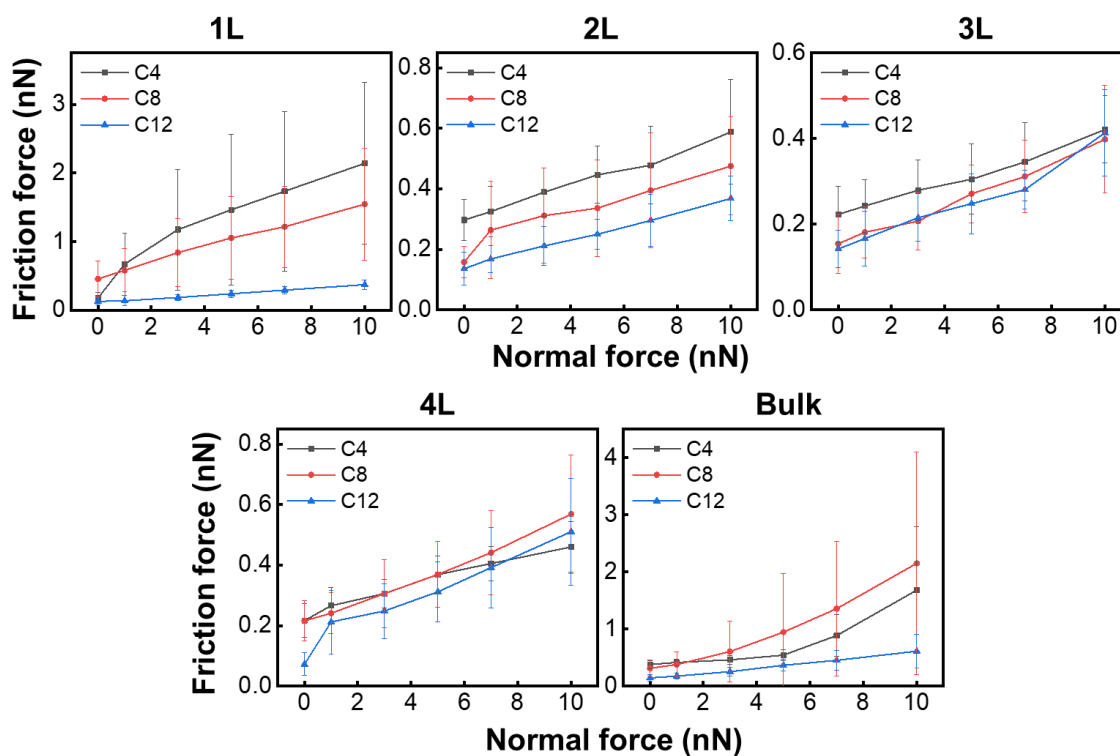 1L
2L
3L
Friction force (nN)
3
2
1
0
C4
C8
C12
0 2 4 6 8 10
0.8
0.6
0.4
0.2
0.0
C4
C8
C12
0 2 4 6 8 10
0.6
0.4
0.2
0.0
C4
C8
C12
0 2 4 6 8 10
Normal force (nN)
4L
Bulk
Friction force (nN)
0.8
0.6
0.4
0.2
0.0
C4
C8
C12
0 2 4 6 8 10
4
3
2
1
0
C4
C8
C12
0 2 4 6 8 10
Normal force (nN)